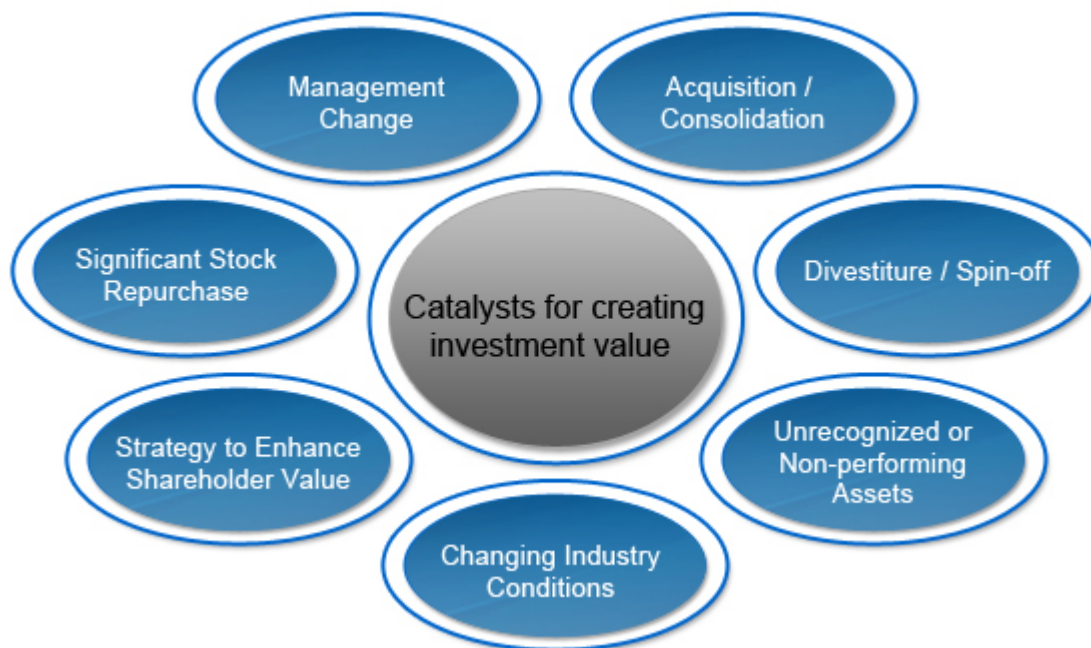 Management
Change
Acquisition /
Consolidation
Significant Stock
Repurchase
Catalysts for creating
investment value
Divestiture / Spin-off
Strategy to Enhance
Shareholder Value
Unrecognized or
Non-performing
Assets
Changing Industry
Conditions